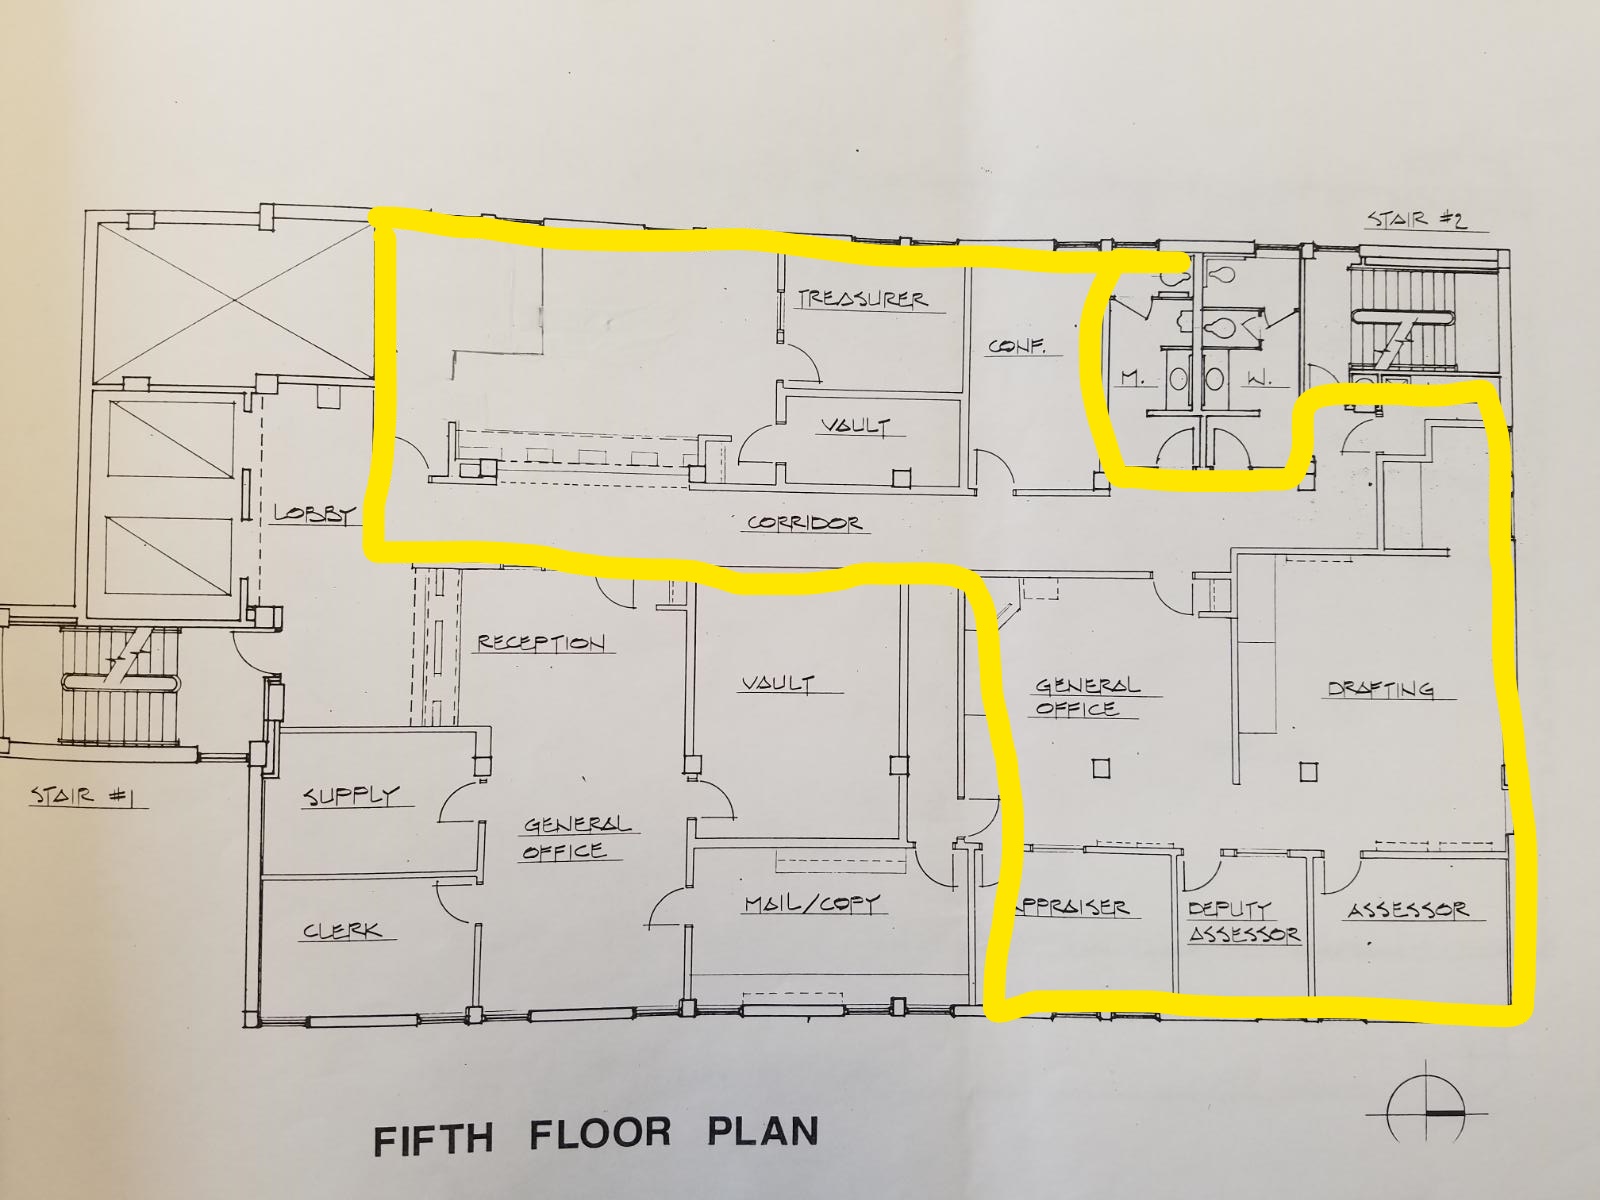 STAIR #2
TREASURER
CONF.
M.
W.
VAULT
LOBBY
CORRIDOR
RECEPTION
VAULT
GENERAL
OFFICE
DRAFTING
STAIR #1
SUPPLY
GENERAL
OFFICE
CLERK
MAIL/COPY
PPRAISER
DEPUTY
ASSESSOR
ASSESSOR
FIFTH FLOOR PLAN